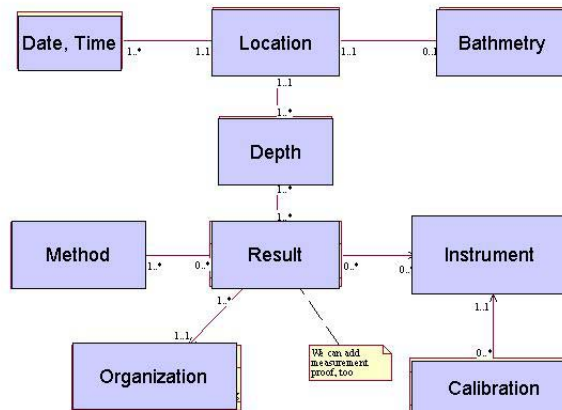 Date, Time
Location
Bathmetry
1..*
1..1
1..1
0..1
1..1
1..*
Depth
1..*
1..*
Method
Result
Instrument
1..*
0..*
0..*
0..*
1..*
1..1
1..1
0..*
Organization
We can add
measurement
proof, too
Calibration